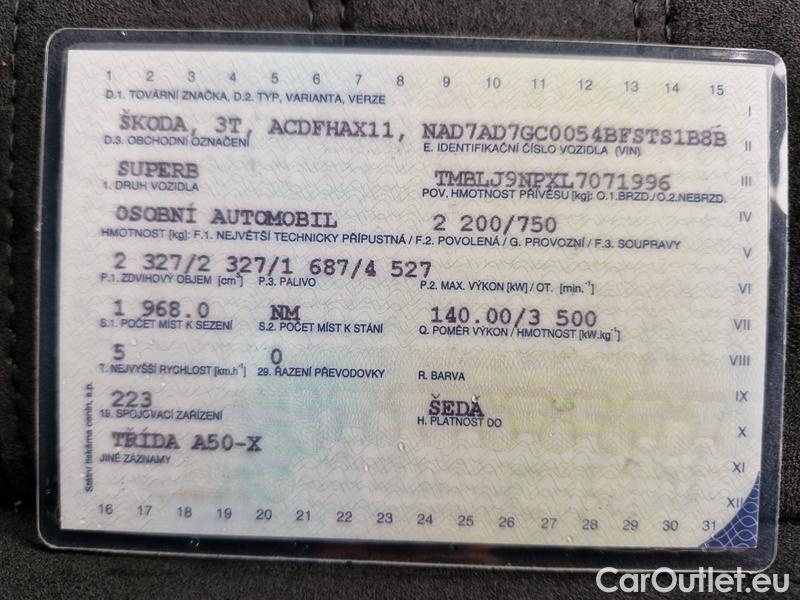 1 2 3 4 5 6 7 8 9 10 11 12 13 14 15
D.1. TOVÁRNÍ ZNAČKA, D.2. TYP, VARIANTA, VERZE
I
ŠKODA, 3T, ACDFHAX11, NAD7AD7GC0054BFSTS1B8B
D.3. OBCHODNÍ OZNAČENÍ E. IDENTIFIKAČNÍ ČÍSLO VOZIDLA (VIN)
II
SUPERB TMBLJ9NPXL7071996
III
1. DRUH VOZIDLA POV. HMOTNOST PŘÍVĚSU [kg]: O.1.BRZD./O.2.NEBRZD.
OSOBNÍ AUTOMOBIL 2 200/750
IV
HMOTNOST [kg]: F.1. NEJVĚTŠÍ TECHNICKY PŘÍPUSTNÁ / F.2. POVOLENÁ / G. PROVOZNÍ / F.3. SOUPRAVY
V
2 327/2 327/1 687/4 527
P.1. ZDVIHOVÝ OBJEM [cm³] P.3. PALIVO P.2. MAX. VÝKON [kW] / OT. [min.⁻¹]
VI
1 968.0 NM 140.00/3 500
S.1. POČET MÍST K SEZENÍ S.2. POČET MÍST K STÁNÍ Q. POMĚR VÝKON / HMOTNOST [kW.kg⁻¹]
VII
5 0
VIII
T. NEJVYŠŠÍ RYCHLOST [km.h⁻¹] 29. ŘAZENÍ PŘEVODOVKY R. BARVA
223 ŠEDÁ
IX
19. SPOJOVACÍ ZAŘÍZENÍ H. PLATNOST DO
X
TŘÍDA A50-X
JINÉ ZÁZNAMY
XI
XII
Státní tiskárna cenin, s.p.
16 17 18 19 20 21 22 23 24 25 26 27 28 29 30 31
CarOutlet.eu